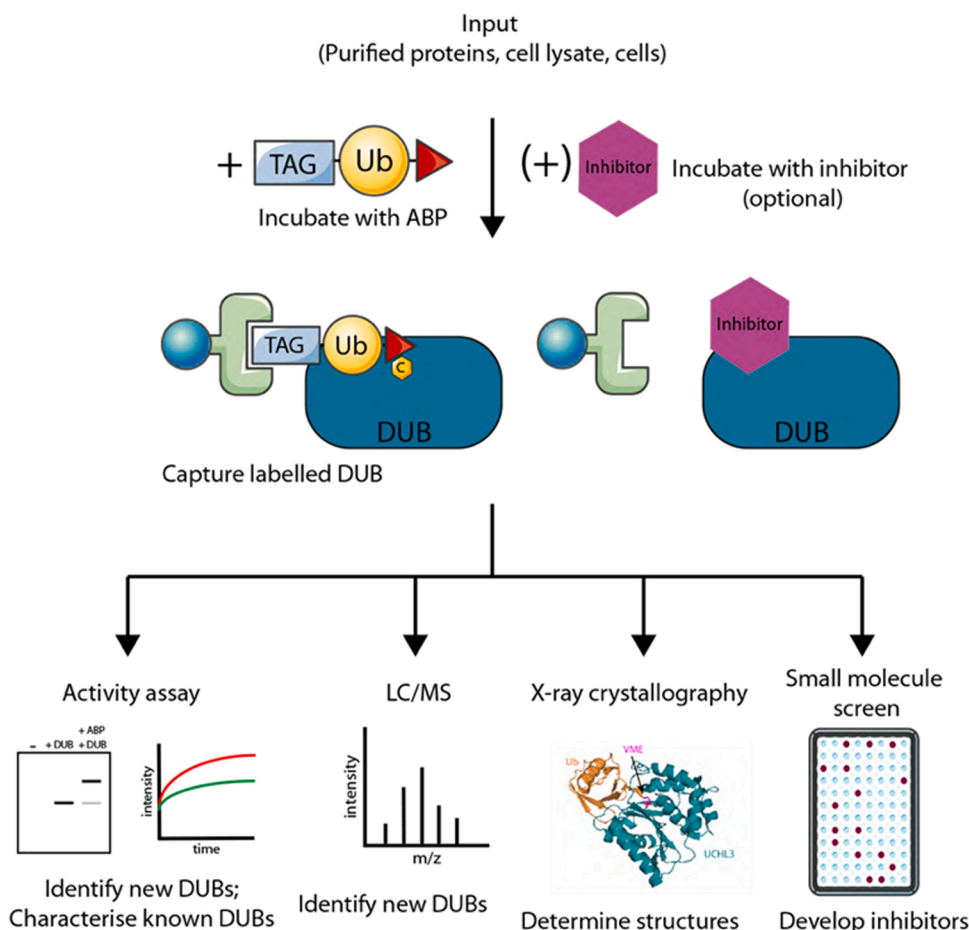 Input
(Purified proteins, cell lysate, cells)
+ TAG Ub
Incubate with ABP
(+) Inhibitor
Incubate with inhibitor
(optional)
TAG Ub
C
DUB
Inhibitor
DUB
Capture labelled DUB
Activity assay
- + DUB + ABP
+ DUB
intensity
time
Identify new DUBs;
Characterise known DUBs
LC/MS
intensity
m/z
Identify new DUBs
X-ray crystallography
VME
Ub
UCHL3
Determine structures
Small molecule
screen
Develop inhibitors